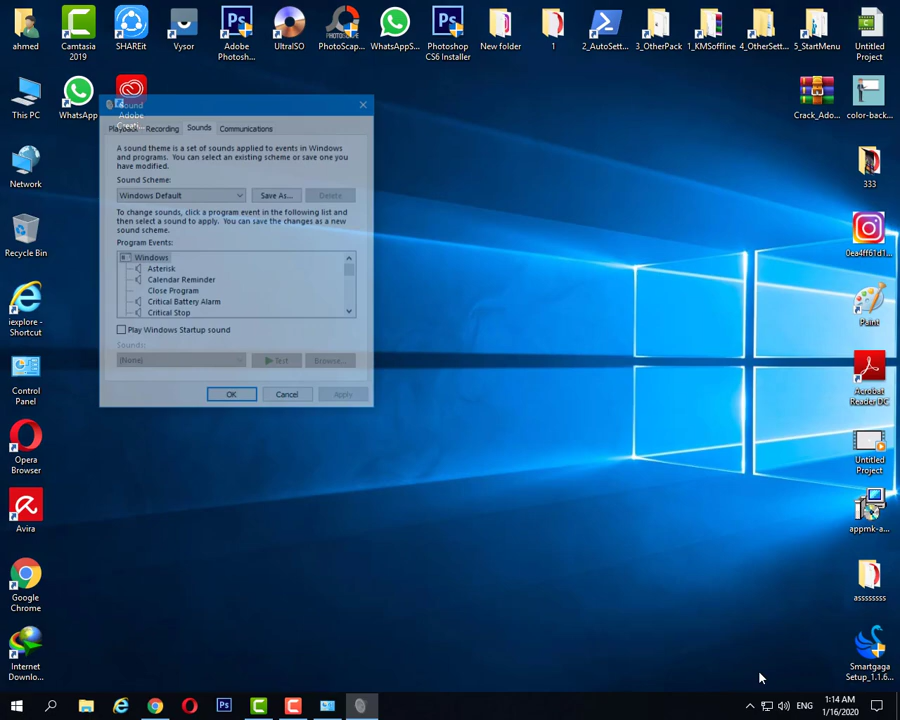 ahmed
Camtasia
2019
SHAREit
Vysor
Adobe
Photosh...
UltraISO
PhotoScap...
WhatsAppS...
Photoshop
CS6 Installer
New folder
1
2_AutoSett...
3_OtherPack
1_KMSoffline
4_OtherSett...
5_StartMenu
Untitled
Project
This PC
WhatsApp
Adobe
Creati...
Crack_Ado...
color-back...
Sound
Playback
Recording
Sounds
Communications
A sound theme is a set of sounds applied to events in Windows
and programs. You can select an existing scheme or save one you
have modified.
Sound Scheme:
Windows Default
Save As...
Delete
To change sounds, click a program event in the following list and
then select a sound to apply. You can save the changes as a new
sound scheme.
Program Events:
Windows
Asterisk
Calendar Reminder
Close Program
Critical Battery Alarm
Critical Stop
Play Windows Startup sound
Sounds:
(None)
Test
Browse...
OK
Cancel
Apply
Network
Recycle Bin
iexplore -
Shortcut
Control
Panel
Opera
Browser
Avira
Google
Chrome
Internet
Downlo...
333
0ea4ff61d1...
Paint
Acrobat
Reader DC
Untitled
Project
appmk-a...
assssssss
Smartgaga
Setup_1.1.6...
Ps
ENG
1:14 AM
1/16/2020